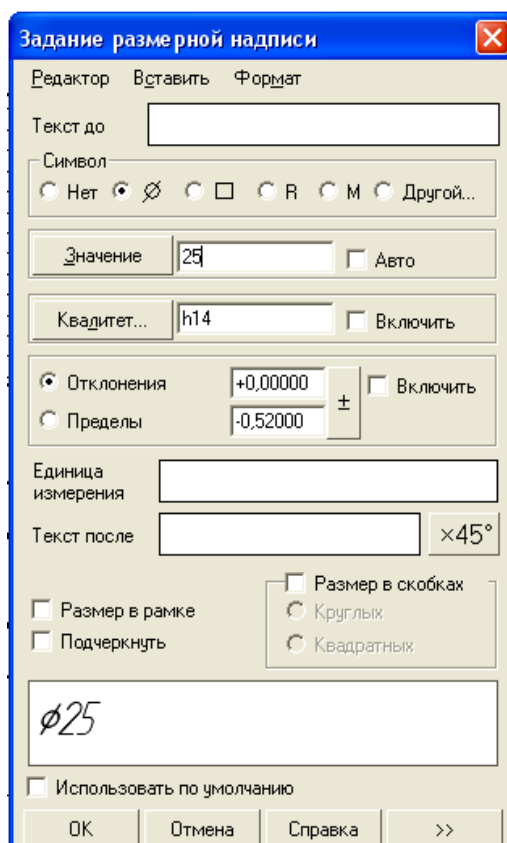 Задание размерной надписи
Редактор Вставить Формат
Текст до
Символ
Нет Ø □ R M Другой...
Значение 25 Авто
Квалитет... h14 Включить
Отклонения +0,00000 ± Включить
Пределы -0,52000
Единица
измерения
Текст после ×45°
Размер в скобках
Размер в рамке Круглых
Подчеркнуть Квадратных
Ø25
Использовать по умолчанию
OK Отмена Справка >>